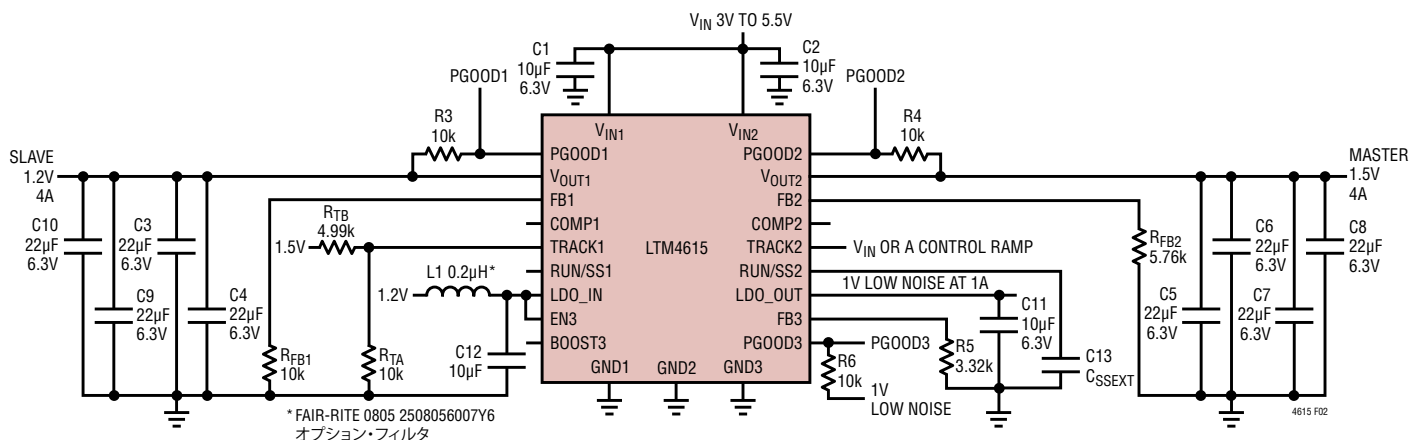 VIN 3V TO 5.5V
C1
10µF
6.3V
C2
10µF
6.3V
PGOOD1
PGOOD2
R3
10k
R4
10k
VIN1
VIN2
SLAVE
1.2V
4A
MASTER
1.5V
4A
PGOOD1
VOUT1
FB1
COMP1
TRACK1
RUN/SS1
LDO_IN
EN3
BOOST3
LTM4615
PGOOD2
VOUT2
FB2
COMP2
TRACK2
RUN/SS2
LDO_OUT
FB3
PGOOD3
GND1
GND2
GND3
C10
22µF
6.3V
C3
22µF
6.3V
C9
22µF
6.3V
C4
22µF
6.3V
RTB
4.99k
1.5V
L1 0.2µH*
1.2V
RFB1
10k
RTA
10k
C12
10µF
VIN OR A CONTROL RAMP
1V LOW NOISE AT 1A
C11
10µF
6.3V
PGOOD3
R6
10k
R5
3.32k
1V
LOW NOISE
C13
CSSEXT
RFB2
5.76k
C6
22µF
6.3V
C8
22µF
6.3V
C5
22µF
6.3V
C7
22µF
6.3V
* FAIR-RITE 0805 2508056007Y6
オプション・フィルタ
4615 F02